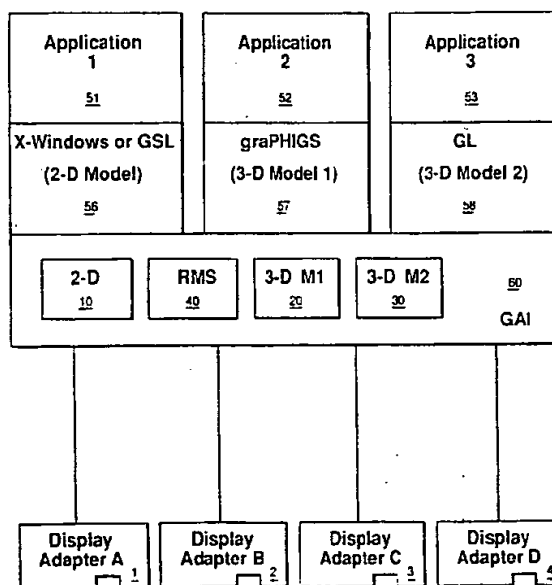 Application
1
51
Application
2
52
Application
3
53
X-Windows or GSL
(2-D Model)
56
graPHIGS
(3-D Model 1)
57
GL
(3-D Model 2)
58
2-D
10
RMS
40
3-D M1
20
3-D M2
30
60
GAI
Display
Adapter A
1
Display
Adapter B
2
Display
Adapter C
3
Display
Adapter D
4